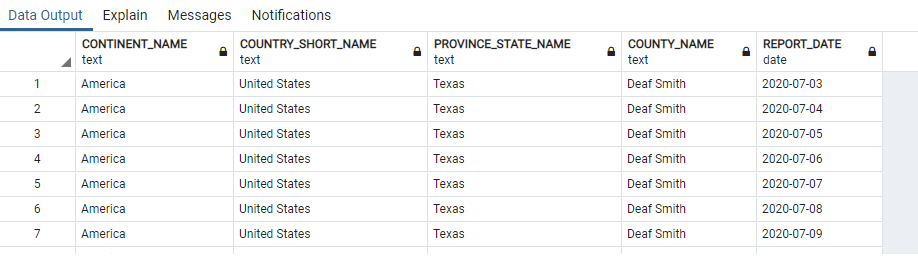 Data Output Explain Messages Notifications
CONTINENT_NAME COUNTRY_SHORT_NAME PROVINCE_STATE_NAME COUNTY_NAME REPORT_DATE
text text text text date
1 America United States Texas Deaf Smith 2020-07-03
2 America United States Texas Deaf Smith 2020-07-04
3 America United States Texas Deaf Smith 2020-07-05
4 America United States Texas Deaf Smith 2020-07-06
5 America United States Texas Deaf Smith 2020-07-07
6 America United States Texas Deaf Smith 2020-07-08
7 America United States Texas Deaf Smith 2020-07-09